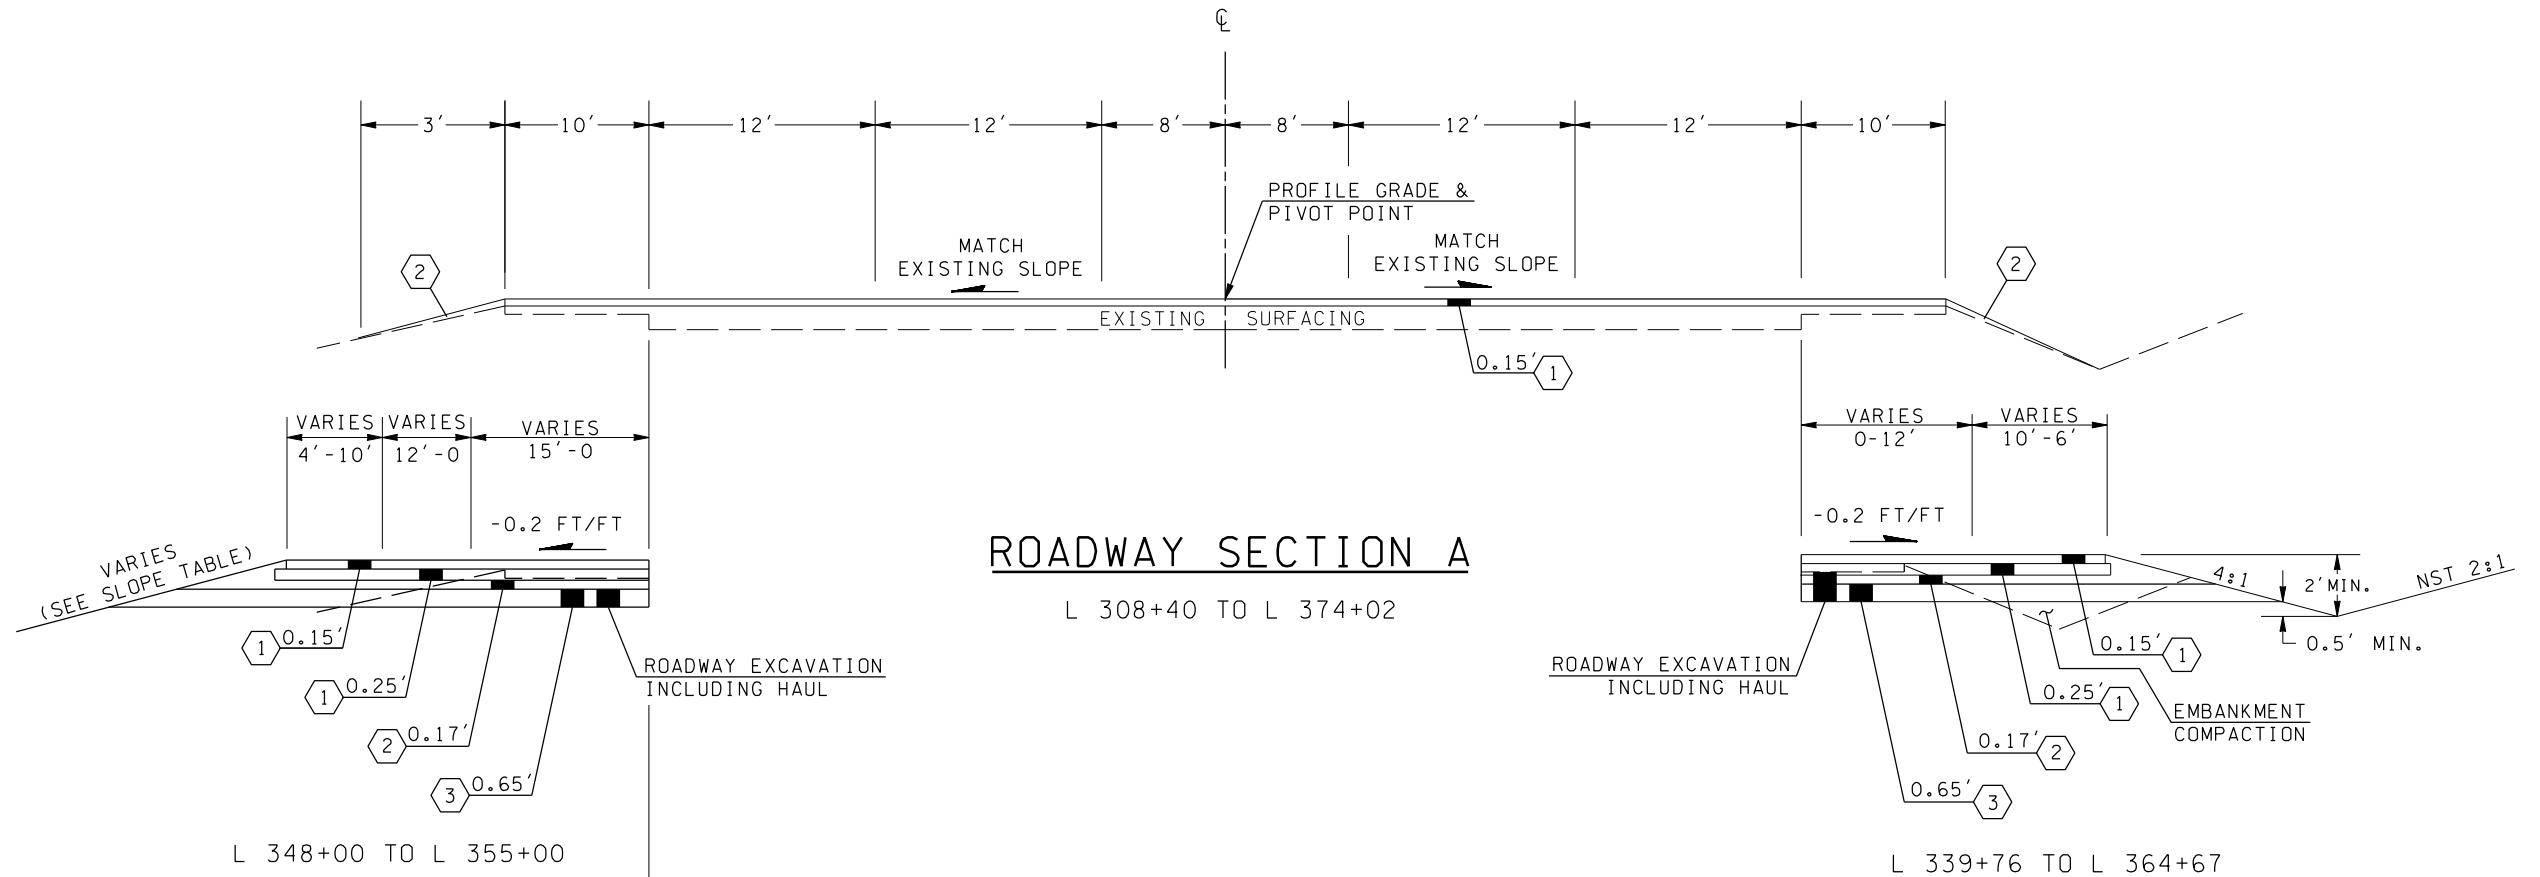 ℄
3' 10' 12' 12' 8' 8' 12' 12' 10'
PROFILE GRADE &
PIVOT POINT
MATCH
EXISTING SLOPE
MATCH
EXISTING SLOPE
2
2
EXISTING SURFACING
0.15' 1
VARIES VARIES VARIES
4'-10' 12'-0 15'-0
VARIES VARIES
0-12' 10'-6'
-0.2 FT/FT
-0.2 FT/FT
VARIES
(SEE SLOPE TABLE)
ROADWAY SECTION A
L 308+40 TO L 374+02
4:1
2'MIN.
NST 2:1
0.5' MIN.
1 0.15'
1 0.25'
2 0.17'
3 0.65'
ROADWAY EXCAVATION
INCLUDING HAUL
ROADWAY EXCAVATION
INCLUDING HAUL
0.15' 1
0.25' 1
0.17' 2
0.65' 3
EMBANKMENT
COMPACTION
L 348+00 TO L 355+00
L 339+76 TO L 364+67